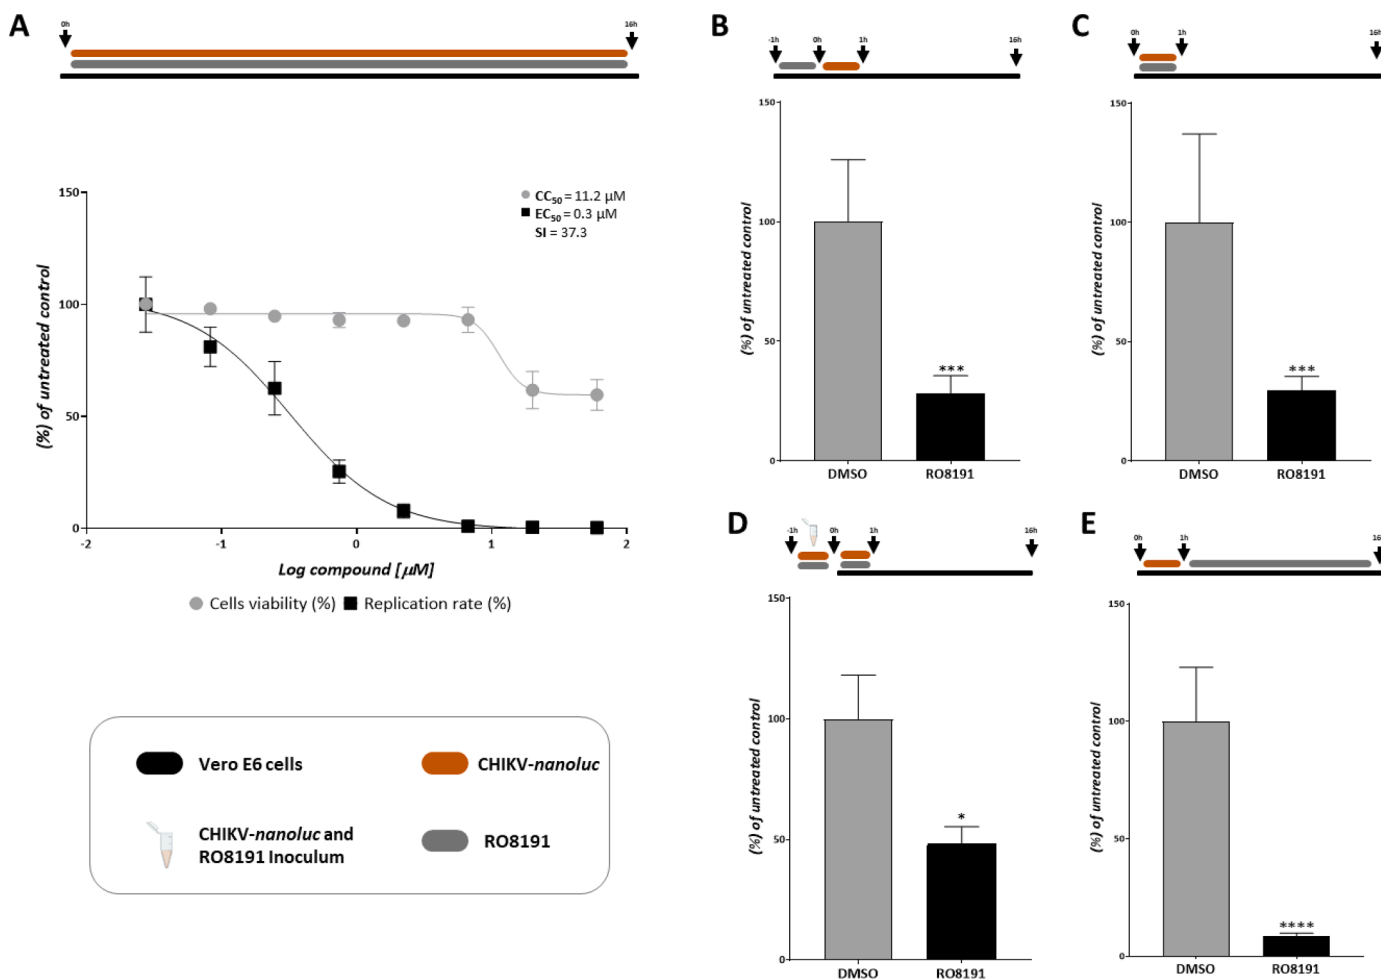 A
0h
16h
150
100
50
0
(%) of untreated control
CC50 = 11.2 µM
EC50 = 0.3 µM
SI = 37.3
-2
-1
0
1
2
Log compound [µM]
Cells viability (%)
Replication rate (%)
Vero E6 cells
CHIKV-nanoluc
CHIKV-nanoluc and
RO8191 Inoculum
RO8191
B
-1h
0h
1h
16h
150
100
50
0
(%) of untreated control
***
DMSO
RO8191
C
0h
1h
16h
150
100
50
0
(%) of untreated control
***
DMSO
RO8191
D
-1h
0h
1h
16h
150
100
50
0
(%) of untreated control
*
DMSO
RO8191
E
0h
1h
16h
150
100
50
0
(%) of untreated control
****
DMSO
RO8191